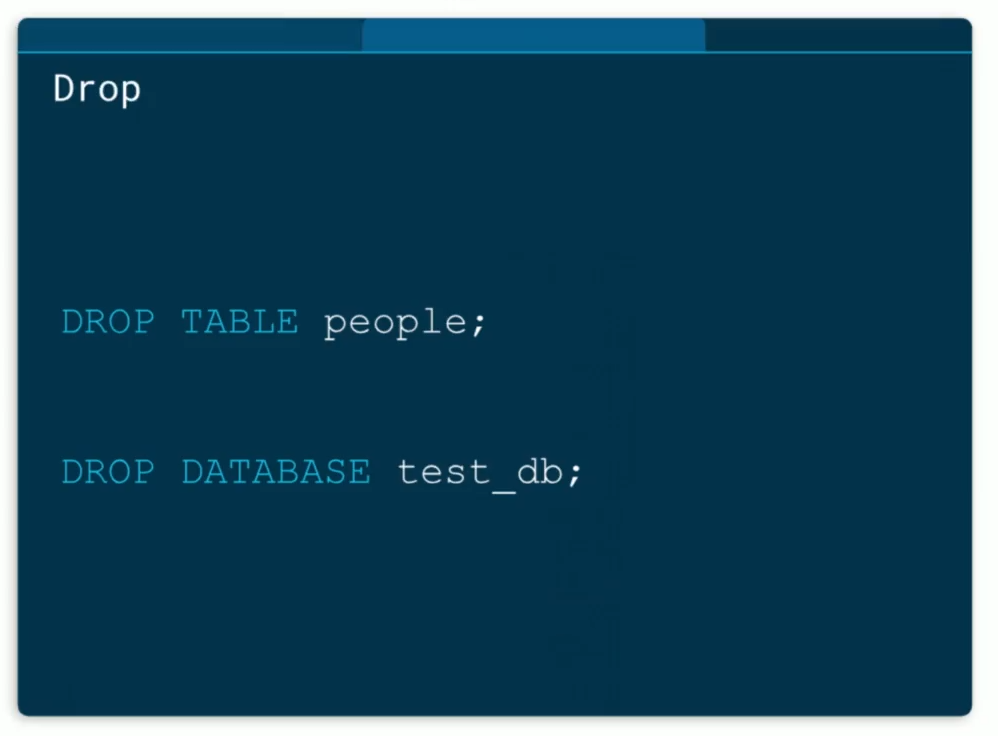 Drop
DROP TABLE people;
DROP DATABASE test_db;